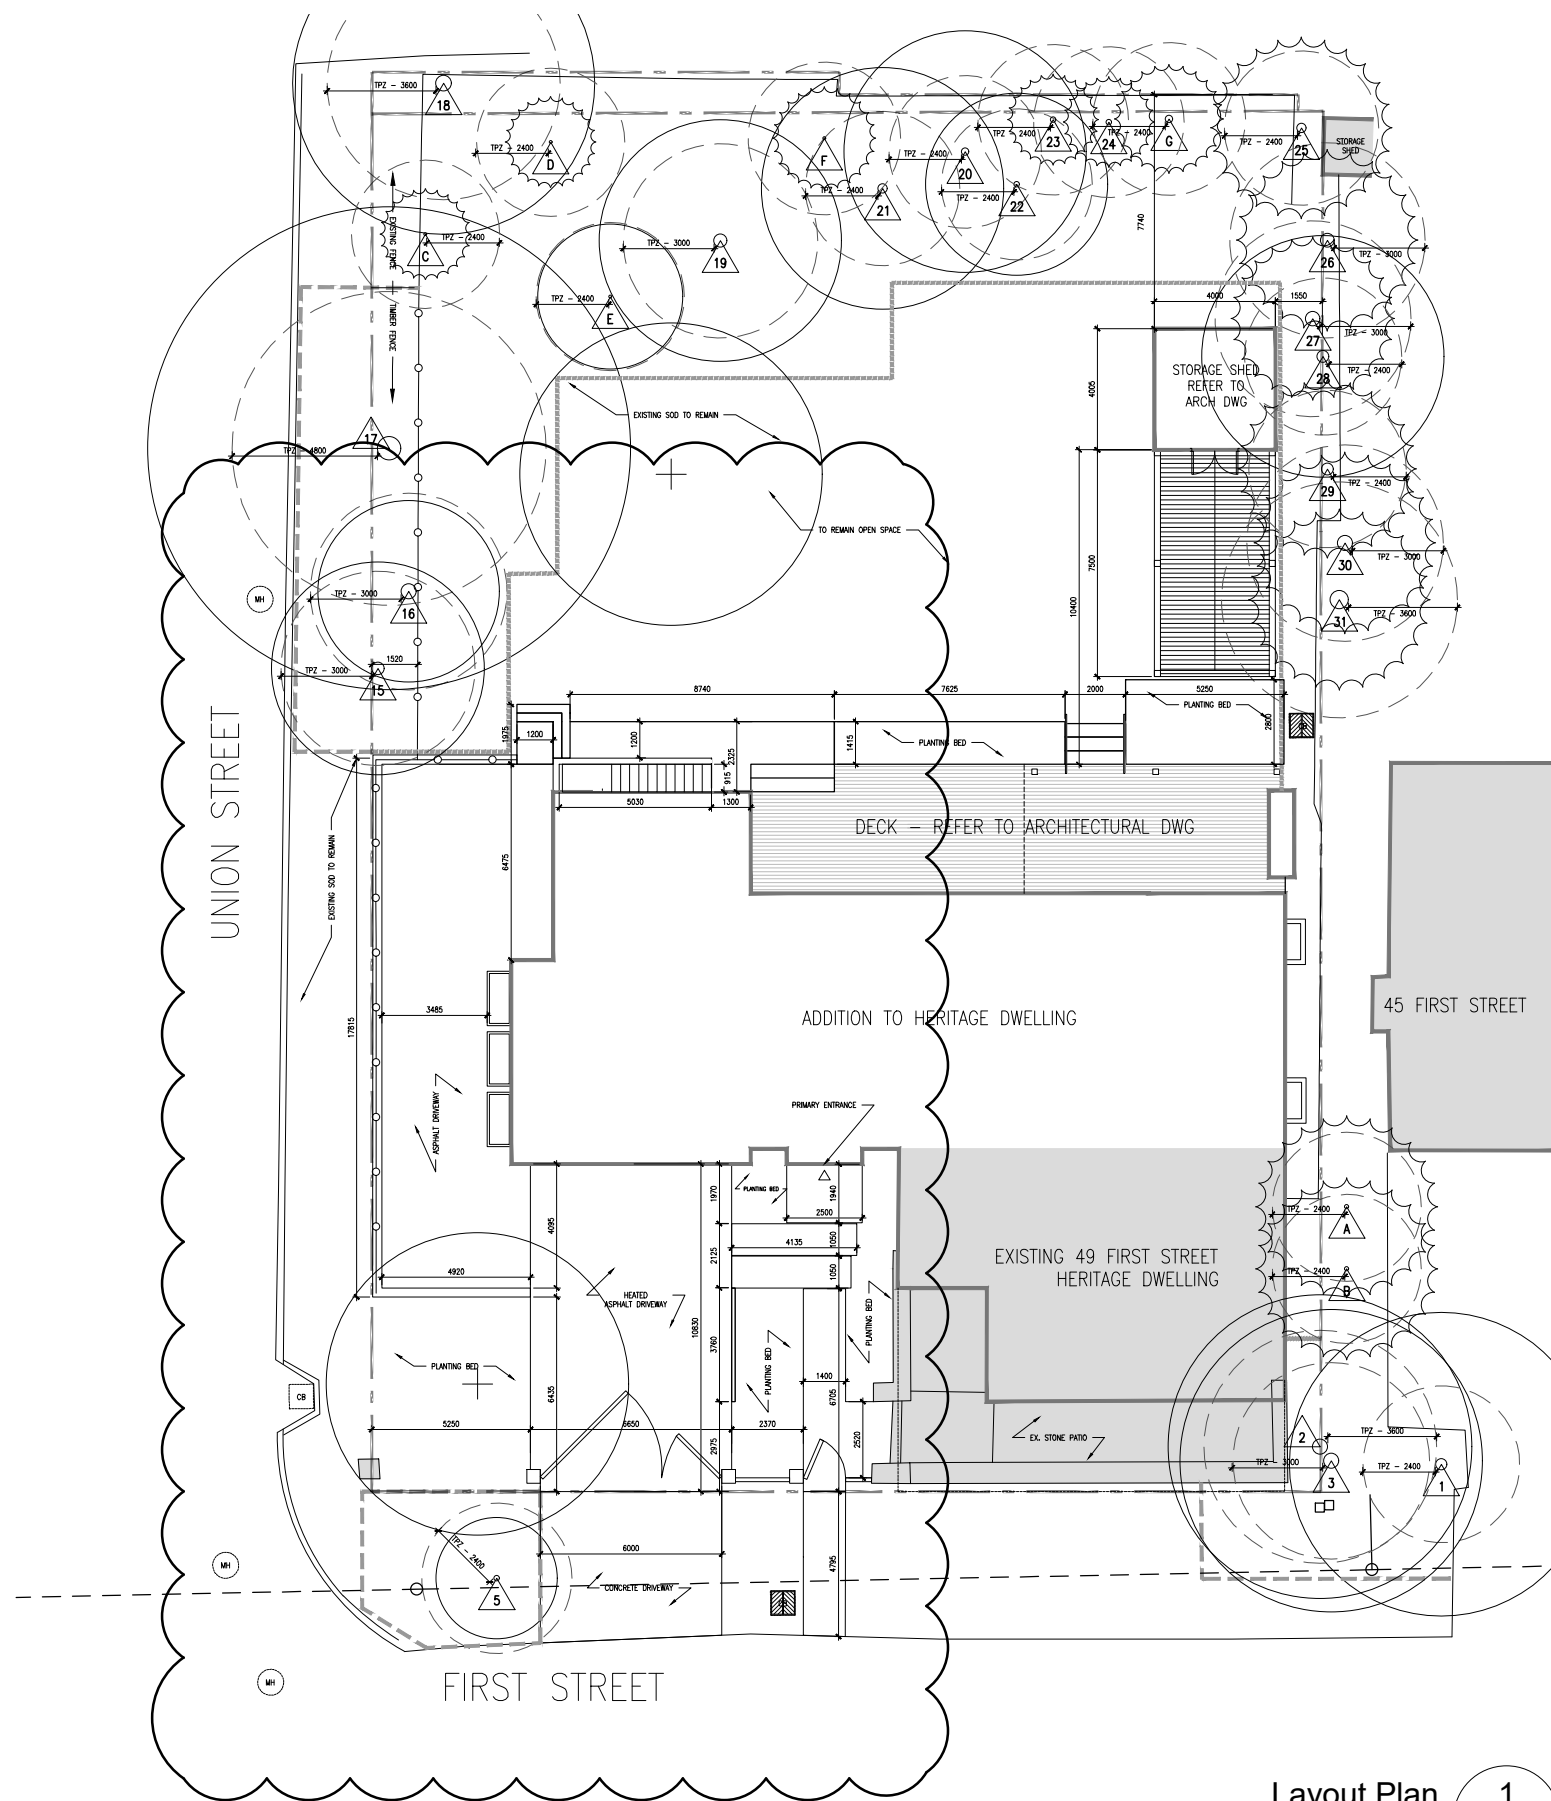 TPZ - 3600
18
TPZ - 2400
D
F
TPZ - 2400
20
TPZ - 2400
23
TPZ - 2400
24
G
TPZ - 2400
25
STORAGE
SHED
TPZ - 2400
21
TPZ - 2400
22
7740
EXISTING FENCE
TPZ - 2400
C
TPZ - 3000
19
26
TPZ - 3000
TIMBER FENCE
TPZ - 2400
E
4000
1550
27
TPZ - 3000
28
TPZ - 2400
STORAGE SHED
REFER TO
ARCH DWG
4005
EXISTING SOD TO REMAIN
17
TPZ - 4800
29
TPZ - 2400
TO REMAIN OPEN SPACE
30
TPZ - 3000
7500
10400
MH
TPZ - 3000
16
31
TPZ - 3600
1520
TPZ - 3000
15
8740
7625
2000
5250
PLANTING BED
1975
1200
1200
2325
1415
PLANTING BED
2800
915
5030
1300
DECK - REFER TO ARCHITECTURAL DWG
UNION STREET
EXISTING SOD TO REMAIN
6475
17815
3485
ADDITION TO HERITAGE DWELLING
45 FIRST STREET
ASPHALT DRIVEWAY
PRIMARY ENTRANCE
PLANTING BED
1970
1940
2500
4095
4135
1050
2125
1050
TPZ - 2400
A
EXISTING 49 FIRST STREET
HERITAGE DWELLING
TPZ - 2400
B
4920
HEATED
ASPHALT DRIVEWAY
10830
3760
PLANTING BED
PLANTING BED
PLANTING BED
CB
1400
6435
6705
5250
6650
2370
2975
2520
EX. STONE PATIO
2
TPZ - 3600
TPZ - 3000
3
TPZ - 2400
1
TPZ - 2400
5
6000
4795
CONCRETE DRIVEWAY
MH
MH
FIRST STREET
Layout Plan
1